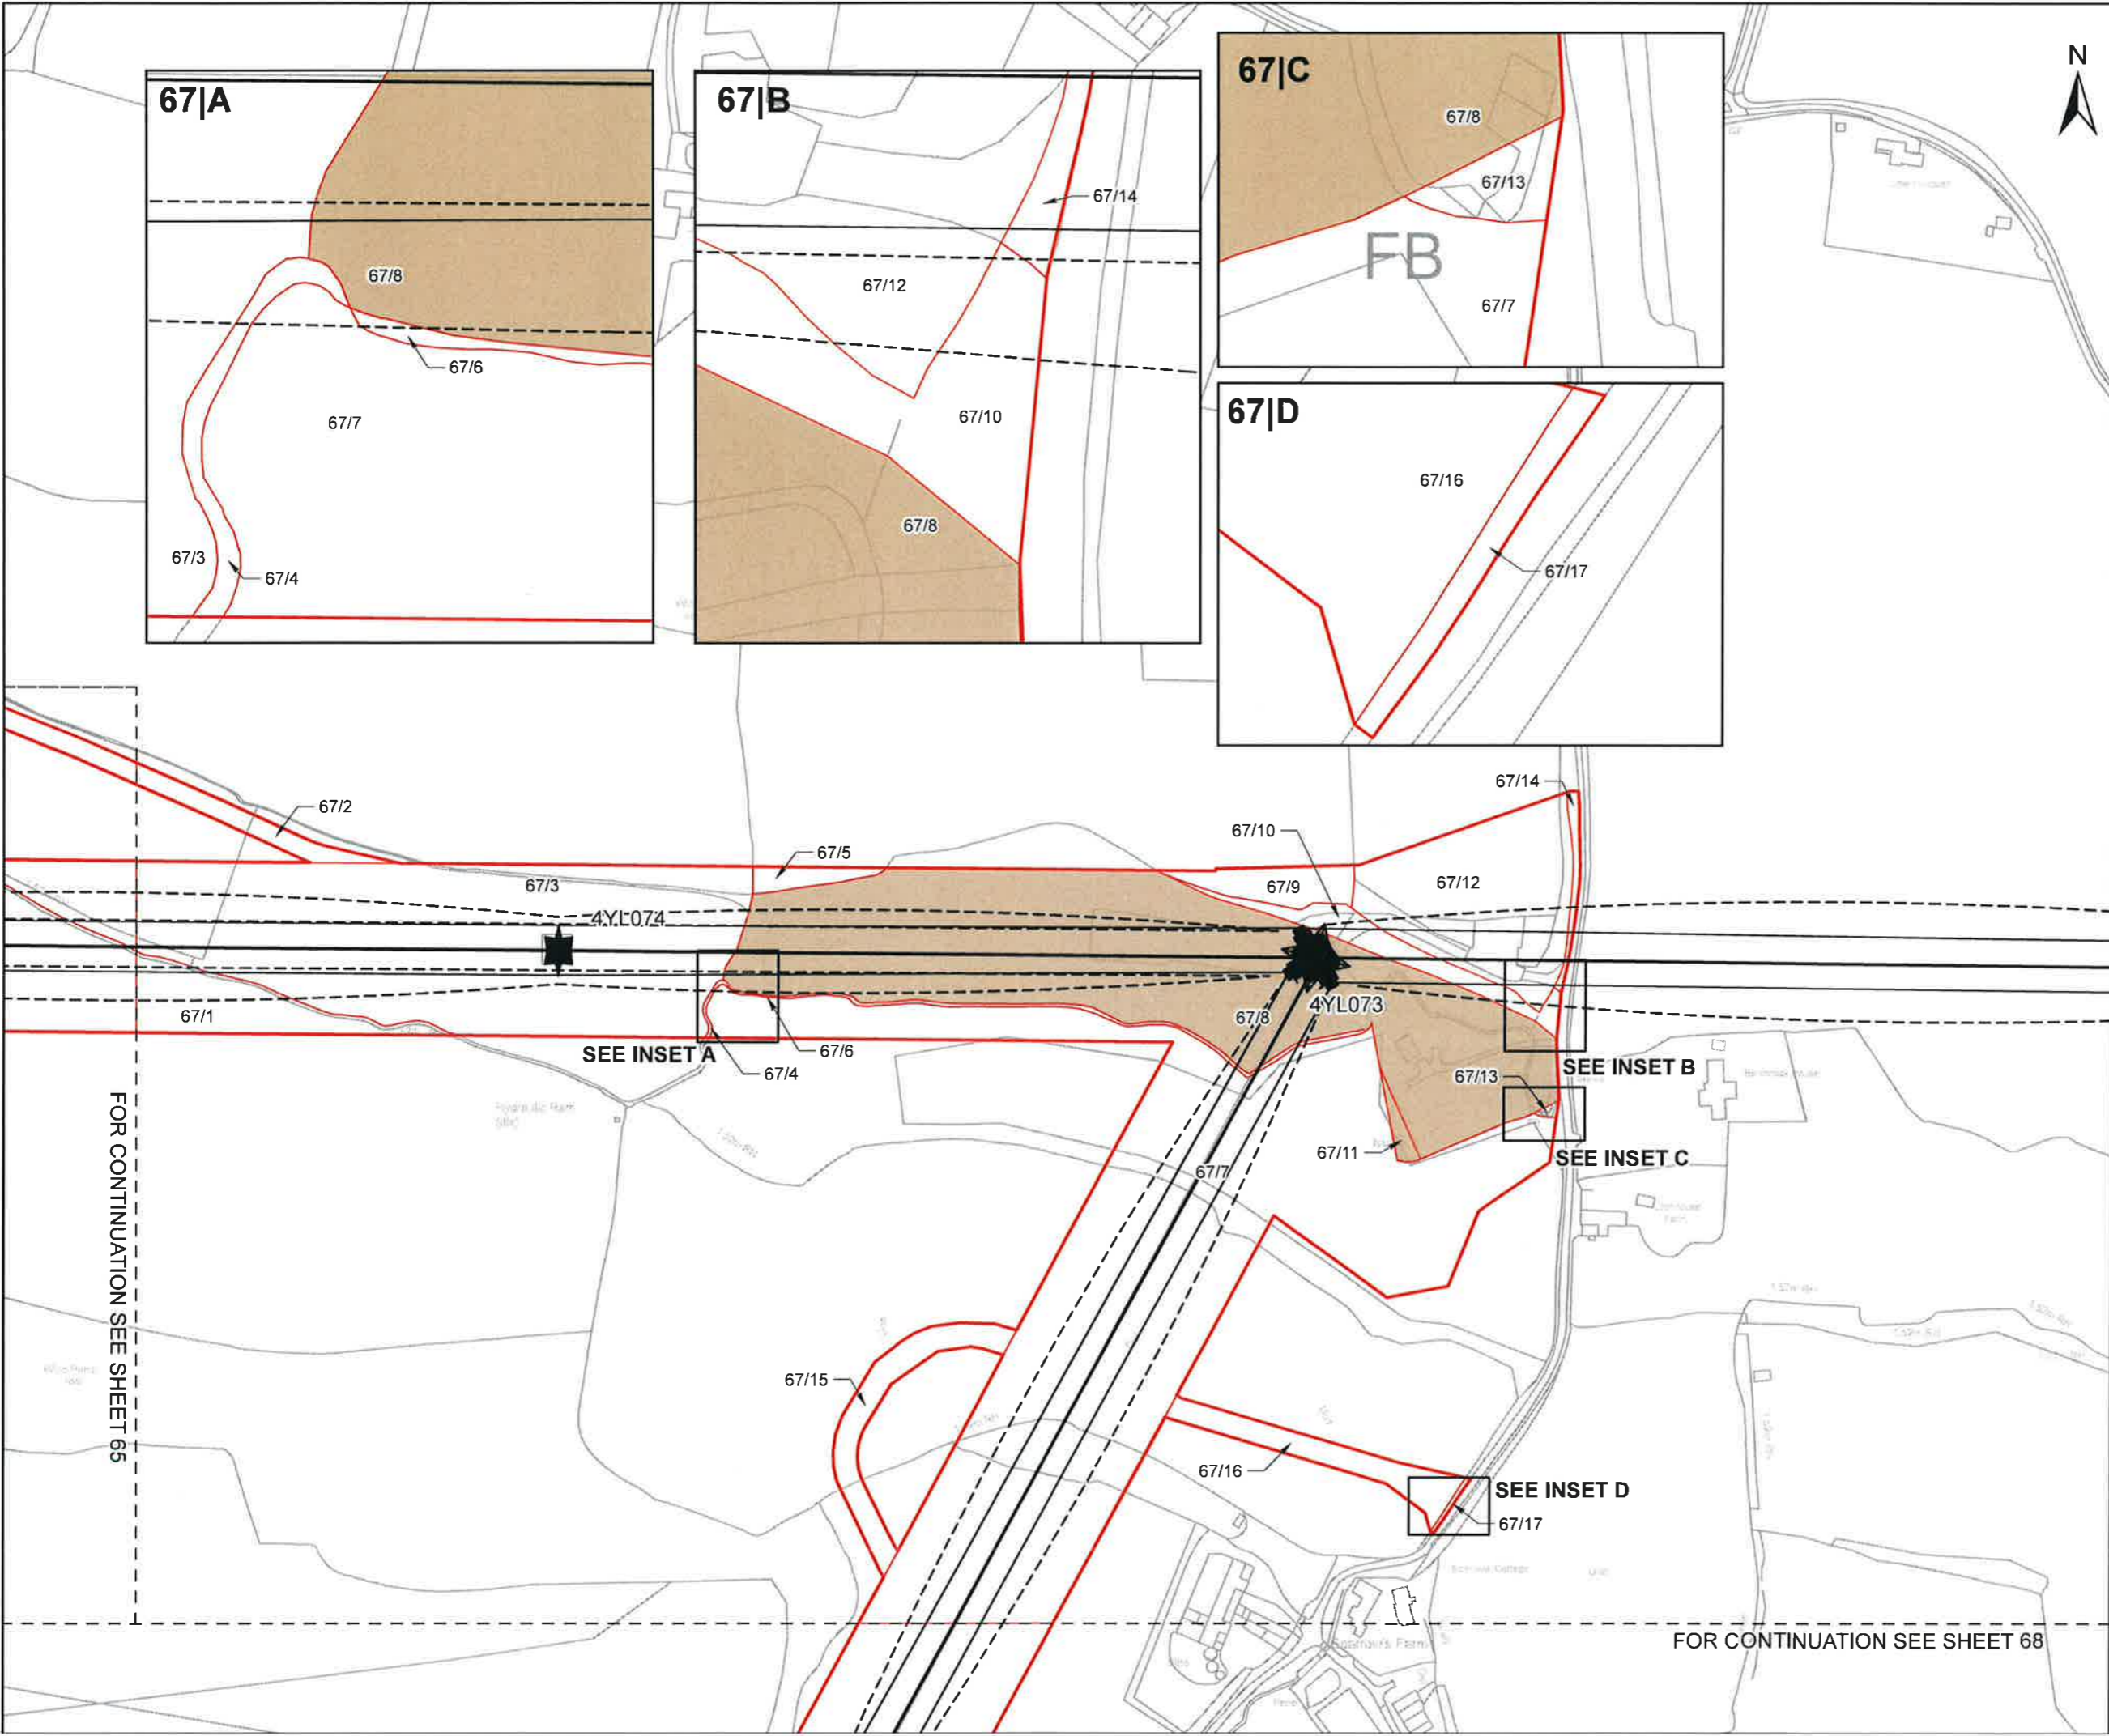 N
67|A
67/8
67/6
67/7
67/3
67/4
67|B
67/14
67/12
67/10
67/8
67|C
67/8
67/13
FB
67/7
67|D
67/16
67/17
67/14
67/2
67/10
67/5
67/3
67/9
67/12
4YL074
67/8
4YL073
67/1
SEE INSET A
67/6
67/4
SEE INSET B
67/13
67/11
SEE INSET C
67/7
67/15
67/16
SEE INSET D
67/17
FOR CONTINUATION SEE SHEET 65
Hydraulic Ram
Sparrow's Farm
FOR CONTINUATION SEE SHEET 68